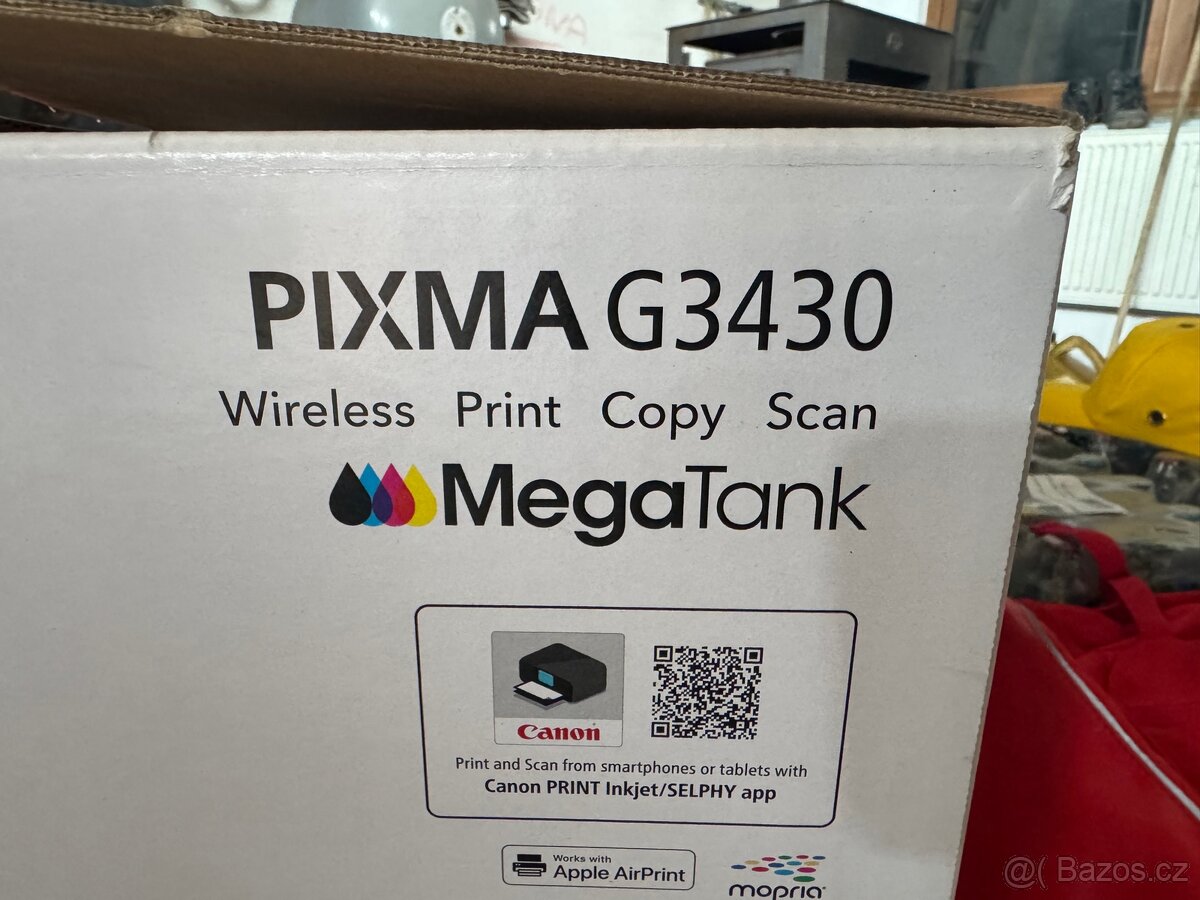 PIXMA G3430
Wireless Print Copy Scan
MegaTank
Canon
Print and Scan from smartphones or tablets with
Canon PRINT Inkjet/SELPHY app
Works with
Apple AirPrint
mopria
@( Bazos.cz